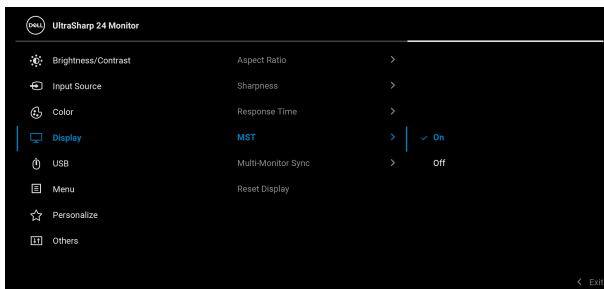 DELL UltraSharp 24 Monitor
Brightness/Contrast Aspect Ratio
Input Source Sharpness
Color Response Time
Display MST On
USB Multi-Monitor Sync Off
Menu Reset Display
Personalize
Others
Exit